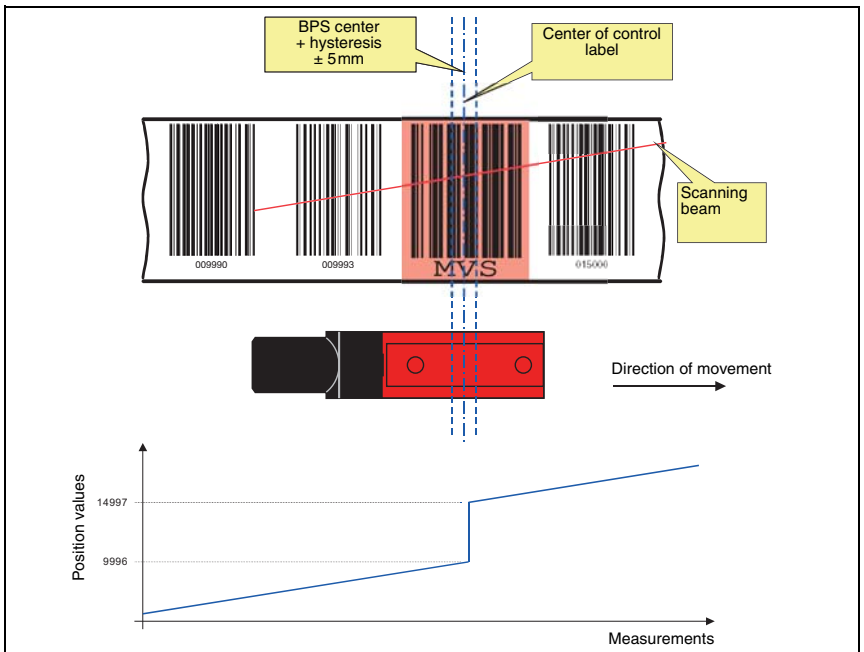 BPS center
+ hysteresis
± 5mm
Center of control
label
Scanning
beam
009990
009993
MVS
015000
Direction of movement
Position values
14997
9996
Measurements